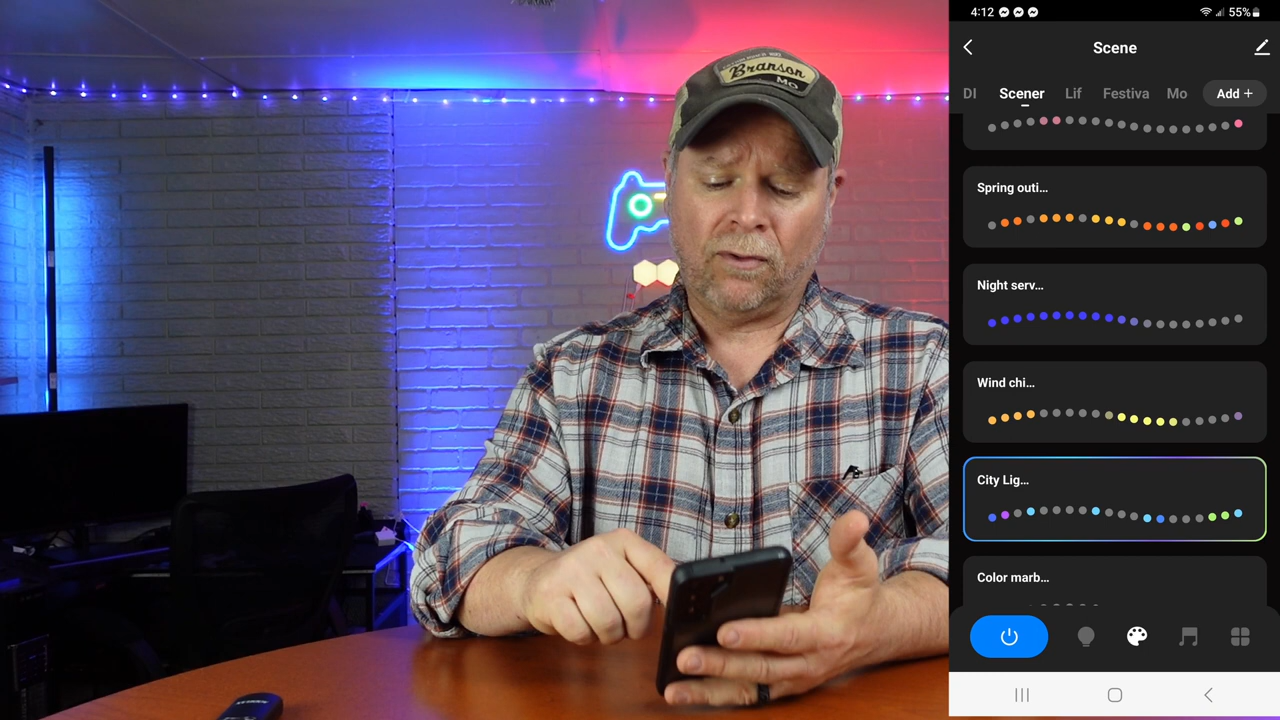 Branson
Mo
4:12
55%
Scene
DI
Scener
Lif
Festiva
Mo
Add +
Spring outi...
Night serv...
Wind chi...
City Lig...
Color marb...